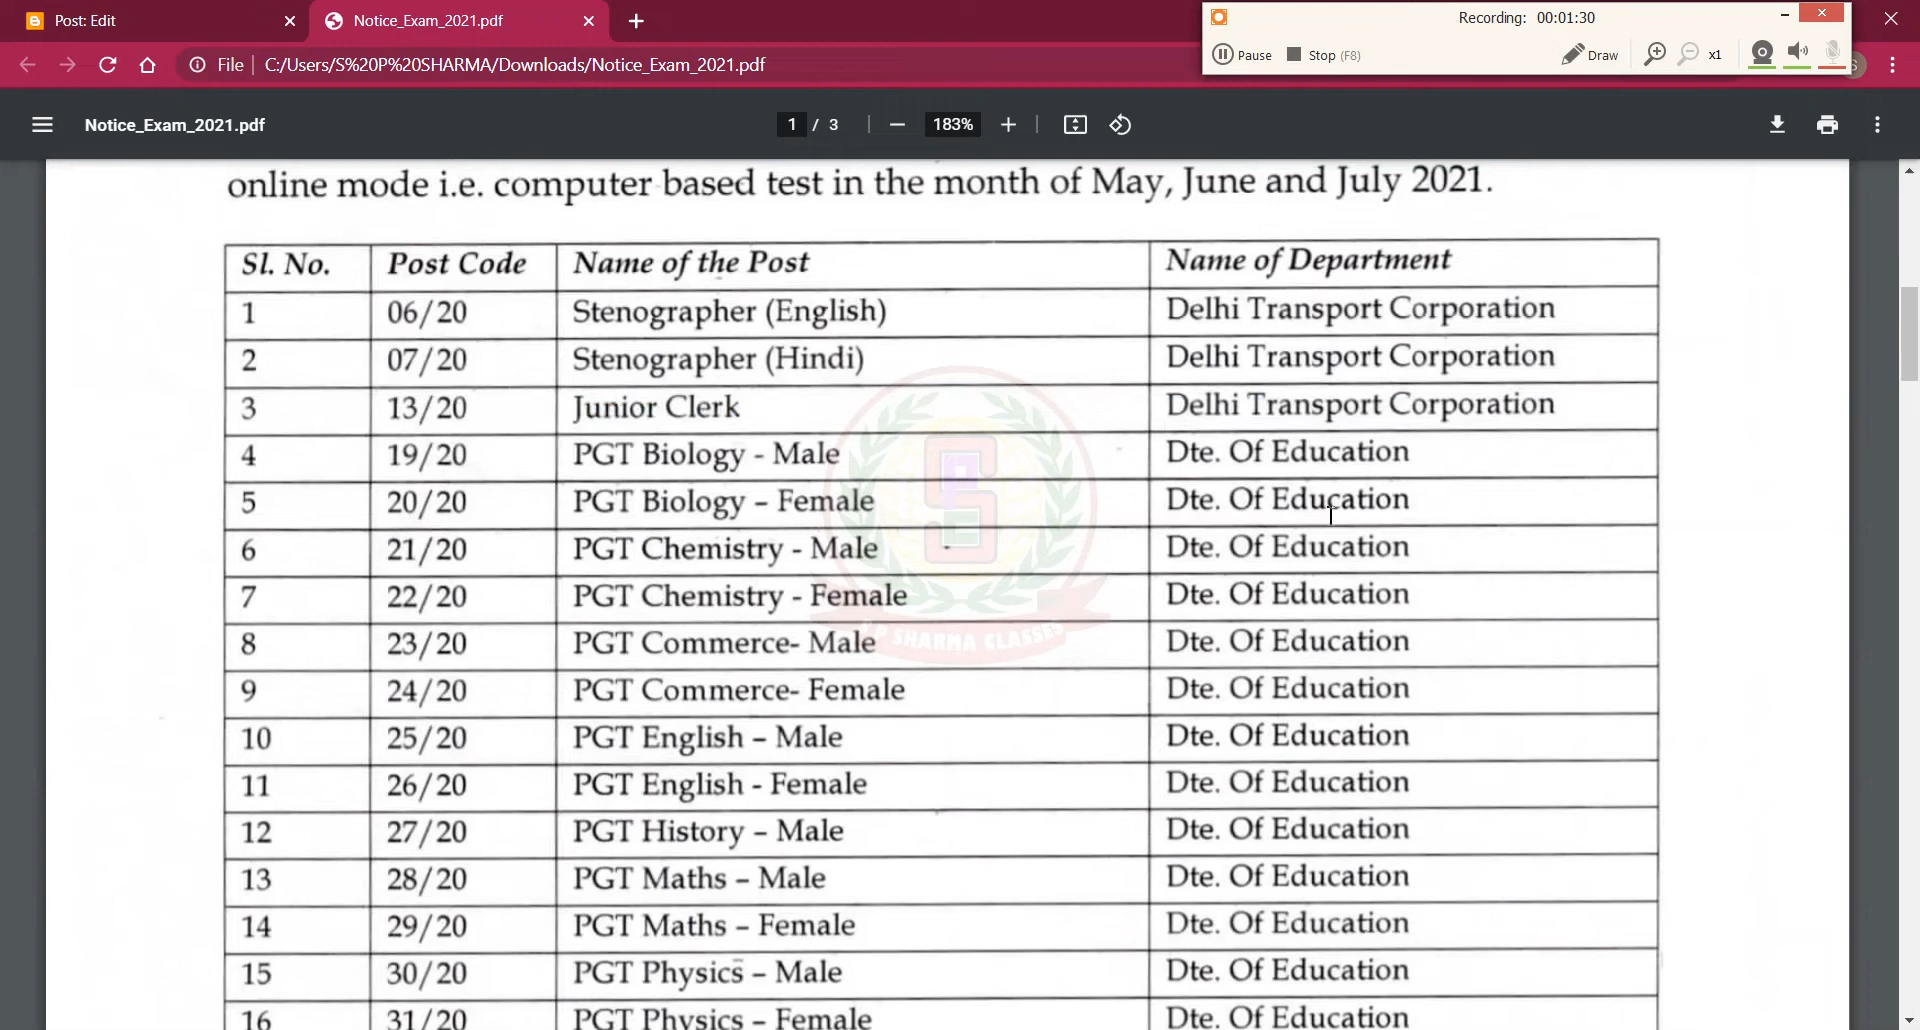 Post: Edit
Notice_Exam_2021.pdf
Recording: 00:01:30
File
C:/Users/S%20P%20SHARMA/Downloads/Notice_Exam_2021.pdf
Pause
Stop (F8)
Draw
x1
S
Notice_Exam_2021.pdf
1 / 3
183%
online mode i.e. computer based test in the month of May, June and July 2021.
Sl. No. Post Code Name of the Post Name of Department
1 06/20 Stenographer (English) Delhi Transport Corporation
2 07/20 Stenographer (Hindi) Delhi Transport Corporation
3 13/20 Junior Clerk Delhi Transport Corporation
4 19/20 PGT Biology - Male Dte. Of Education
5 20/20 PGT Biology – Female Dte. Of Education
6 21/20 PGT Chemistry - Male Dte. Of Education
7 22/20 PGT Chemistry - Female Dte. Of Education
S P SHARMA CLASSES
8 23/20 PGT Commerce- Male Dte. Of Education
9 24/20 PGT Commerce- Female Dte. Of Education
10 25/20 PGT English – Male Dte. Of Education
11 26/20 PGT English - Female Dte. Of Education
12 27/20 PGT History – Male Dte. Of Education
13 28/20 PGT Maths – Male Dte. Of Education
14 29/20 PGT Maths – Female Dte. Of Education
15 30/20 PGT Physics – Male Dte. Of Education
16 31/20 PGT Physics – Female Dte. Of Education